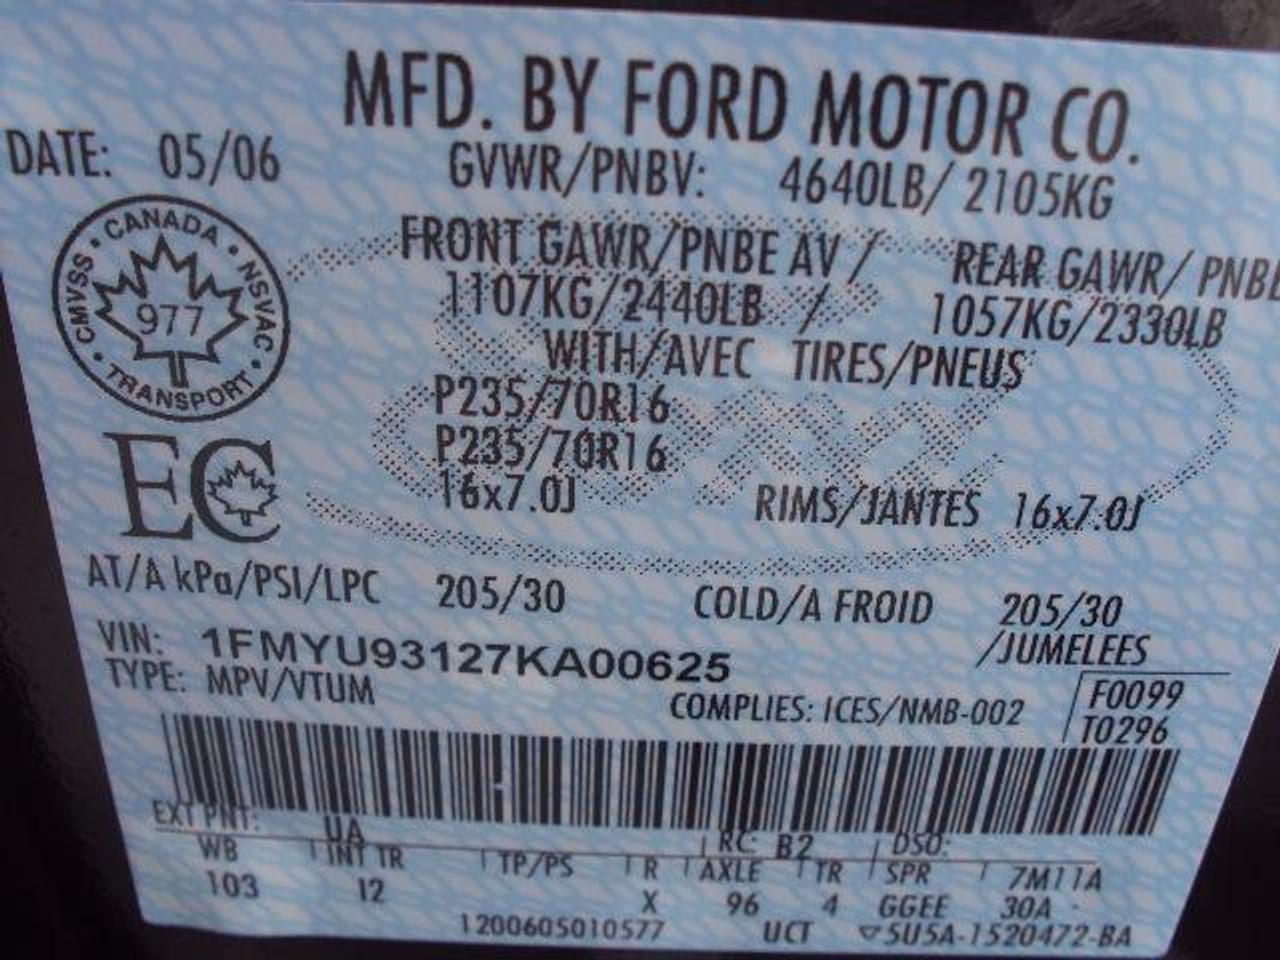 MFD. BY FORD MOTOR CO.
DATE: 05/06
GVWR/PNBV: 4640LB/ 2105KG
CANADA
CMVSS
NSVAC
977
TRANSPORT
FRONT GAWR/PNBE AV / REAR GAWR/ PNBE
1107KG/2440LB / 1057KG/2330LB
WITH/AVEC TIRES/PNEUS
P235/70R16
P235/70R16
EC
16x7.0J RIMS/JANTES 16x7.0J
AT/A kPa/PSI/LPC 205/30 COLD/A FROID 205/30
VIN: 1FMYU93127KA00625 /JUMELEES
TYPE: MPV/VTUM
COMPLIES: ICES/NMB-002 F0099
T0296
EXT PNT: UA RC: B2 DSO:
WB INT TR TP/PS R AXLE TR SPR 7M11A
103 12 X 96 4 GGEE 30A
1200605010577 UCT 5U5A-1520472-BA